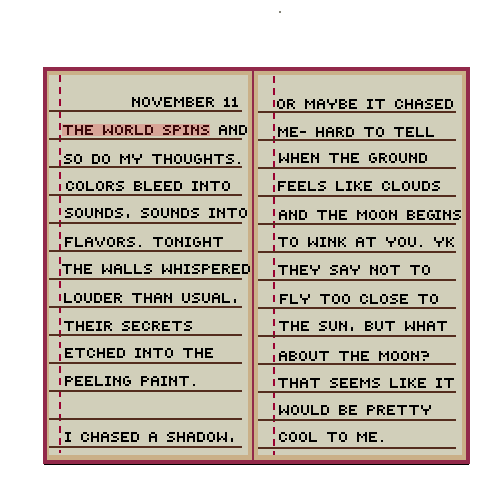 NOVEMBER 11
THE WORLD SPINS AND
SO DO MY THOUGHTS.
COLORS BLEED INTO
SOUNDS, SOUNDS INTO
FLAVORS. TONIGHT
THE WALLS WHISPERED
LOUDER THAN USUAL,
THEIR SECRETS
ETCHED INTO THE
PEELING PAINT.
I CHASED A SHADOW,
OR MAYBE IT CHASED
ME- HARD TO TELL
WHEN THE GROUND
FEELS LIKE CLOUDS
AND THE MOON BEGINS
TO WINK AT YOU. YK
THEY SAY NOT TO
FLY TOO CLOSE TO
THE SUN, BUT WHAT
ABOUT THE MOON?
THAT SEEMS LIKE IT
WOULD BE PRETTY
COOL TO ME.